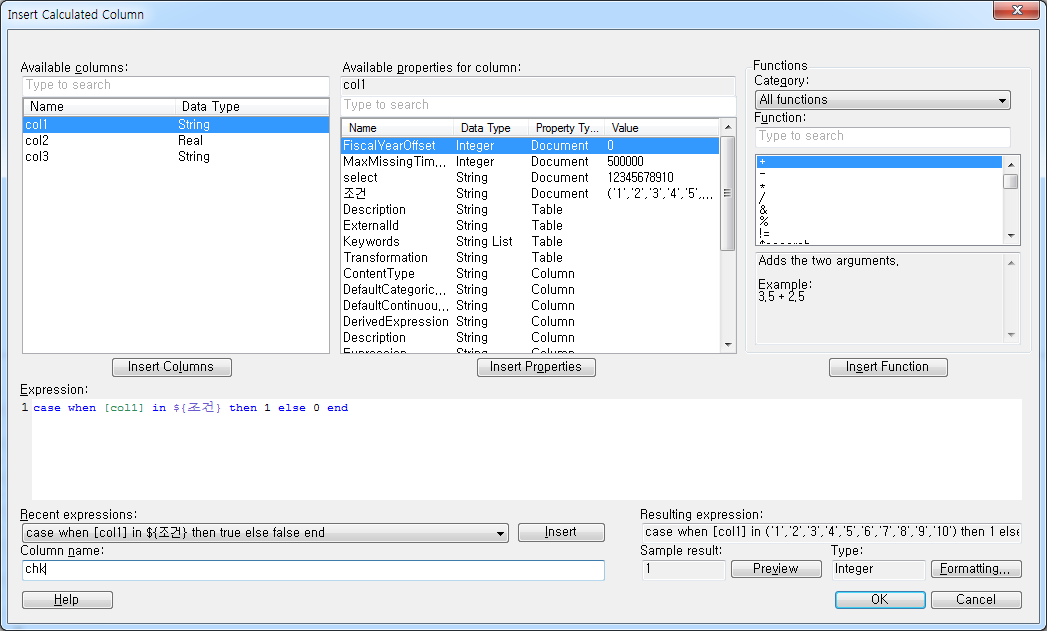 Insert Calculated Column
Available columns:
Type to search
Name Data Type
col1 String
col2 Real
col3 String
Insert Columns
Available properties for column:
col1
Type to search
Name Data Type Property Ty... Value
FiscalYearOffset Integer Document 0
MaxMissingTim... Integer Document 500000
select String Document 12345678910
조건 String Document ('1','2','3','4','5',...
Description String Table
ExternalId String Table
Keywords String List Table
Transformation String Table
ContentType String Column
DefaultCategoric... String Column
DefaultContinuou... String Column
DerivedExpression String Column
Description String Column
Expression String Column
Insert Properties
Functions
Category:
All functions
Function:
Type to search
+
-
*
/
&
%
!=
Adds the two arguments.
Example:
3.5 + 2.5
Insert Function
Expression:
1 case when [col1] in ${조건} then 1 else 0 end
Recent expressions:
case when [col1] in ${조건} then true else false end
Insert
Column name:
chk
Resulting expression:
case when [col1] in ('1','2','3','4','5','6','7','8','9','10') then 1 else
Sample result:
1
Preview
Type:
Integer
Formatting...
Help
OK
Cancel